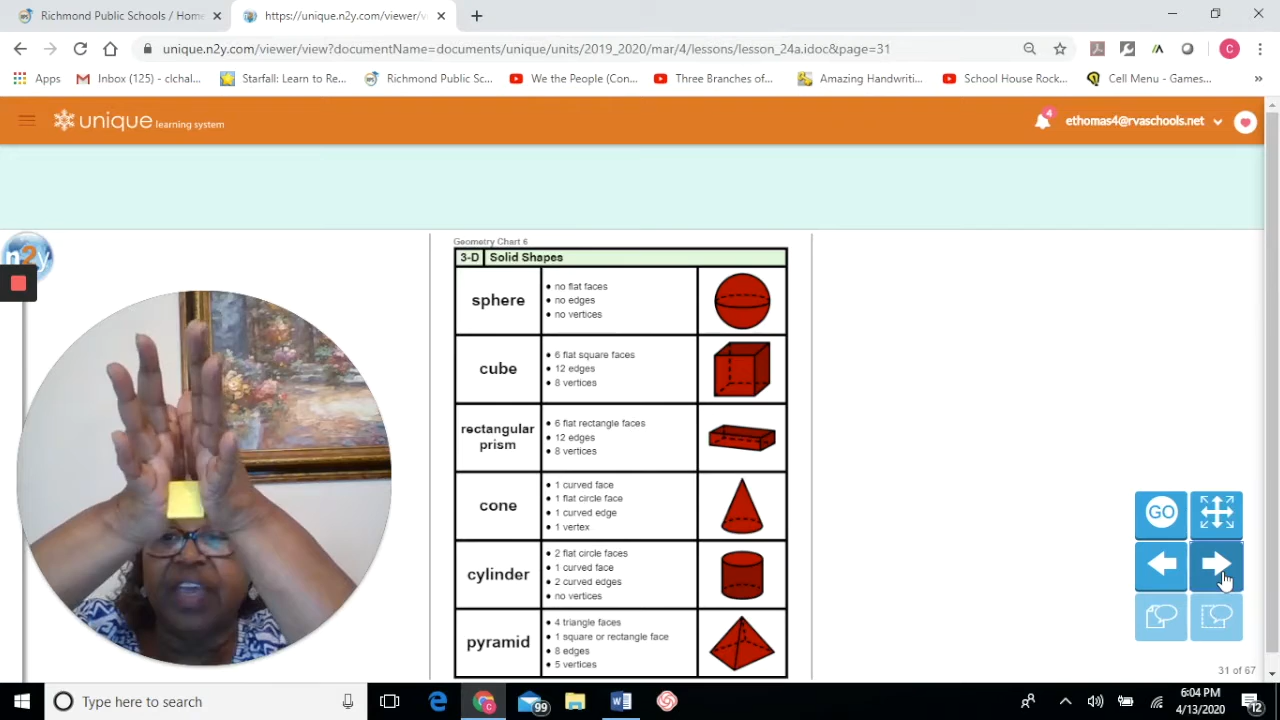 Richmond Public Schools / Home
https://unique.n2y.com/viewer/v
unique.n2y.com/viewer/view?documentName=documents/unique/units/2019_2020/mar/4/lessons/lesson_24a.idoc&page=31
C
Apps
Inbox (125) - clchal...
Starfall: Learn to Re...
Richmond Public Sc...
We the People (Con...
Three Branches of...
Amazing Handwriti...
School House Rock...
Cell Menu - Games...
»
unique learning system
4
ethomas4@rvaschools.net
n2y
Geometry Chart 6
3-D Solid Shapes
sphere
• no flat faces
• no edges
• no vertices
cube
• 6 flat square faces
• 12 edges
• 8 vertices
rectangular
prism
• 6 flat rectangle faces
• 12 edges
• 8 vertices
cone
• 1 curved face
• 1 flat circle face
• 1 curved edge
• 1 vertex
cylinder
• 2 flat circle faces
• 1 curved face
• 2 curved edges
• no vertices
pyramid
• 4 triangle faces
• 1 square or rectangle face
• 8 edges
• 5 vertices
GO
31 of 67
Type here to search
99
6:04 PM
4/13/2020
12